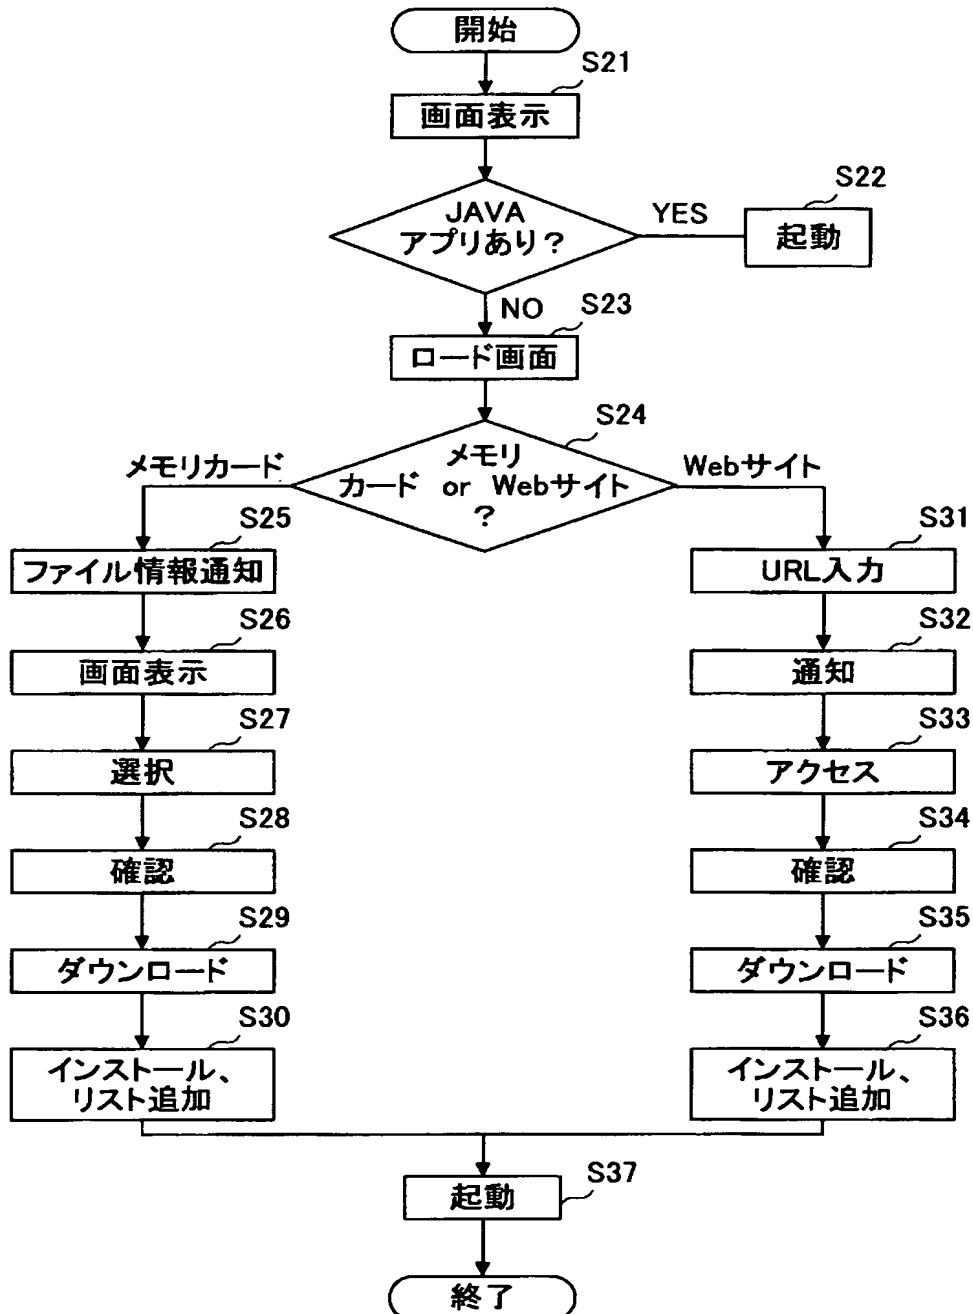 開始
S21
画面表示
S22
JAVA
アプリあり?
YES
起動
NO
S23
ロード画面
S24
メモリカード
メモリ
カード or Webサイト
?
Webサイト
S25
ファイル情報通知
S26
画面表示
S27
選択
S28
確認
S29
ダウンロード
S30
インストール、
リスト追加
S31
URL入力
S32
通知
S33
アクセス
S34
確認
S35
ダウンロード
S36
インストール、
リスト追加
S37
起動
終了